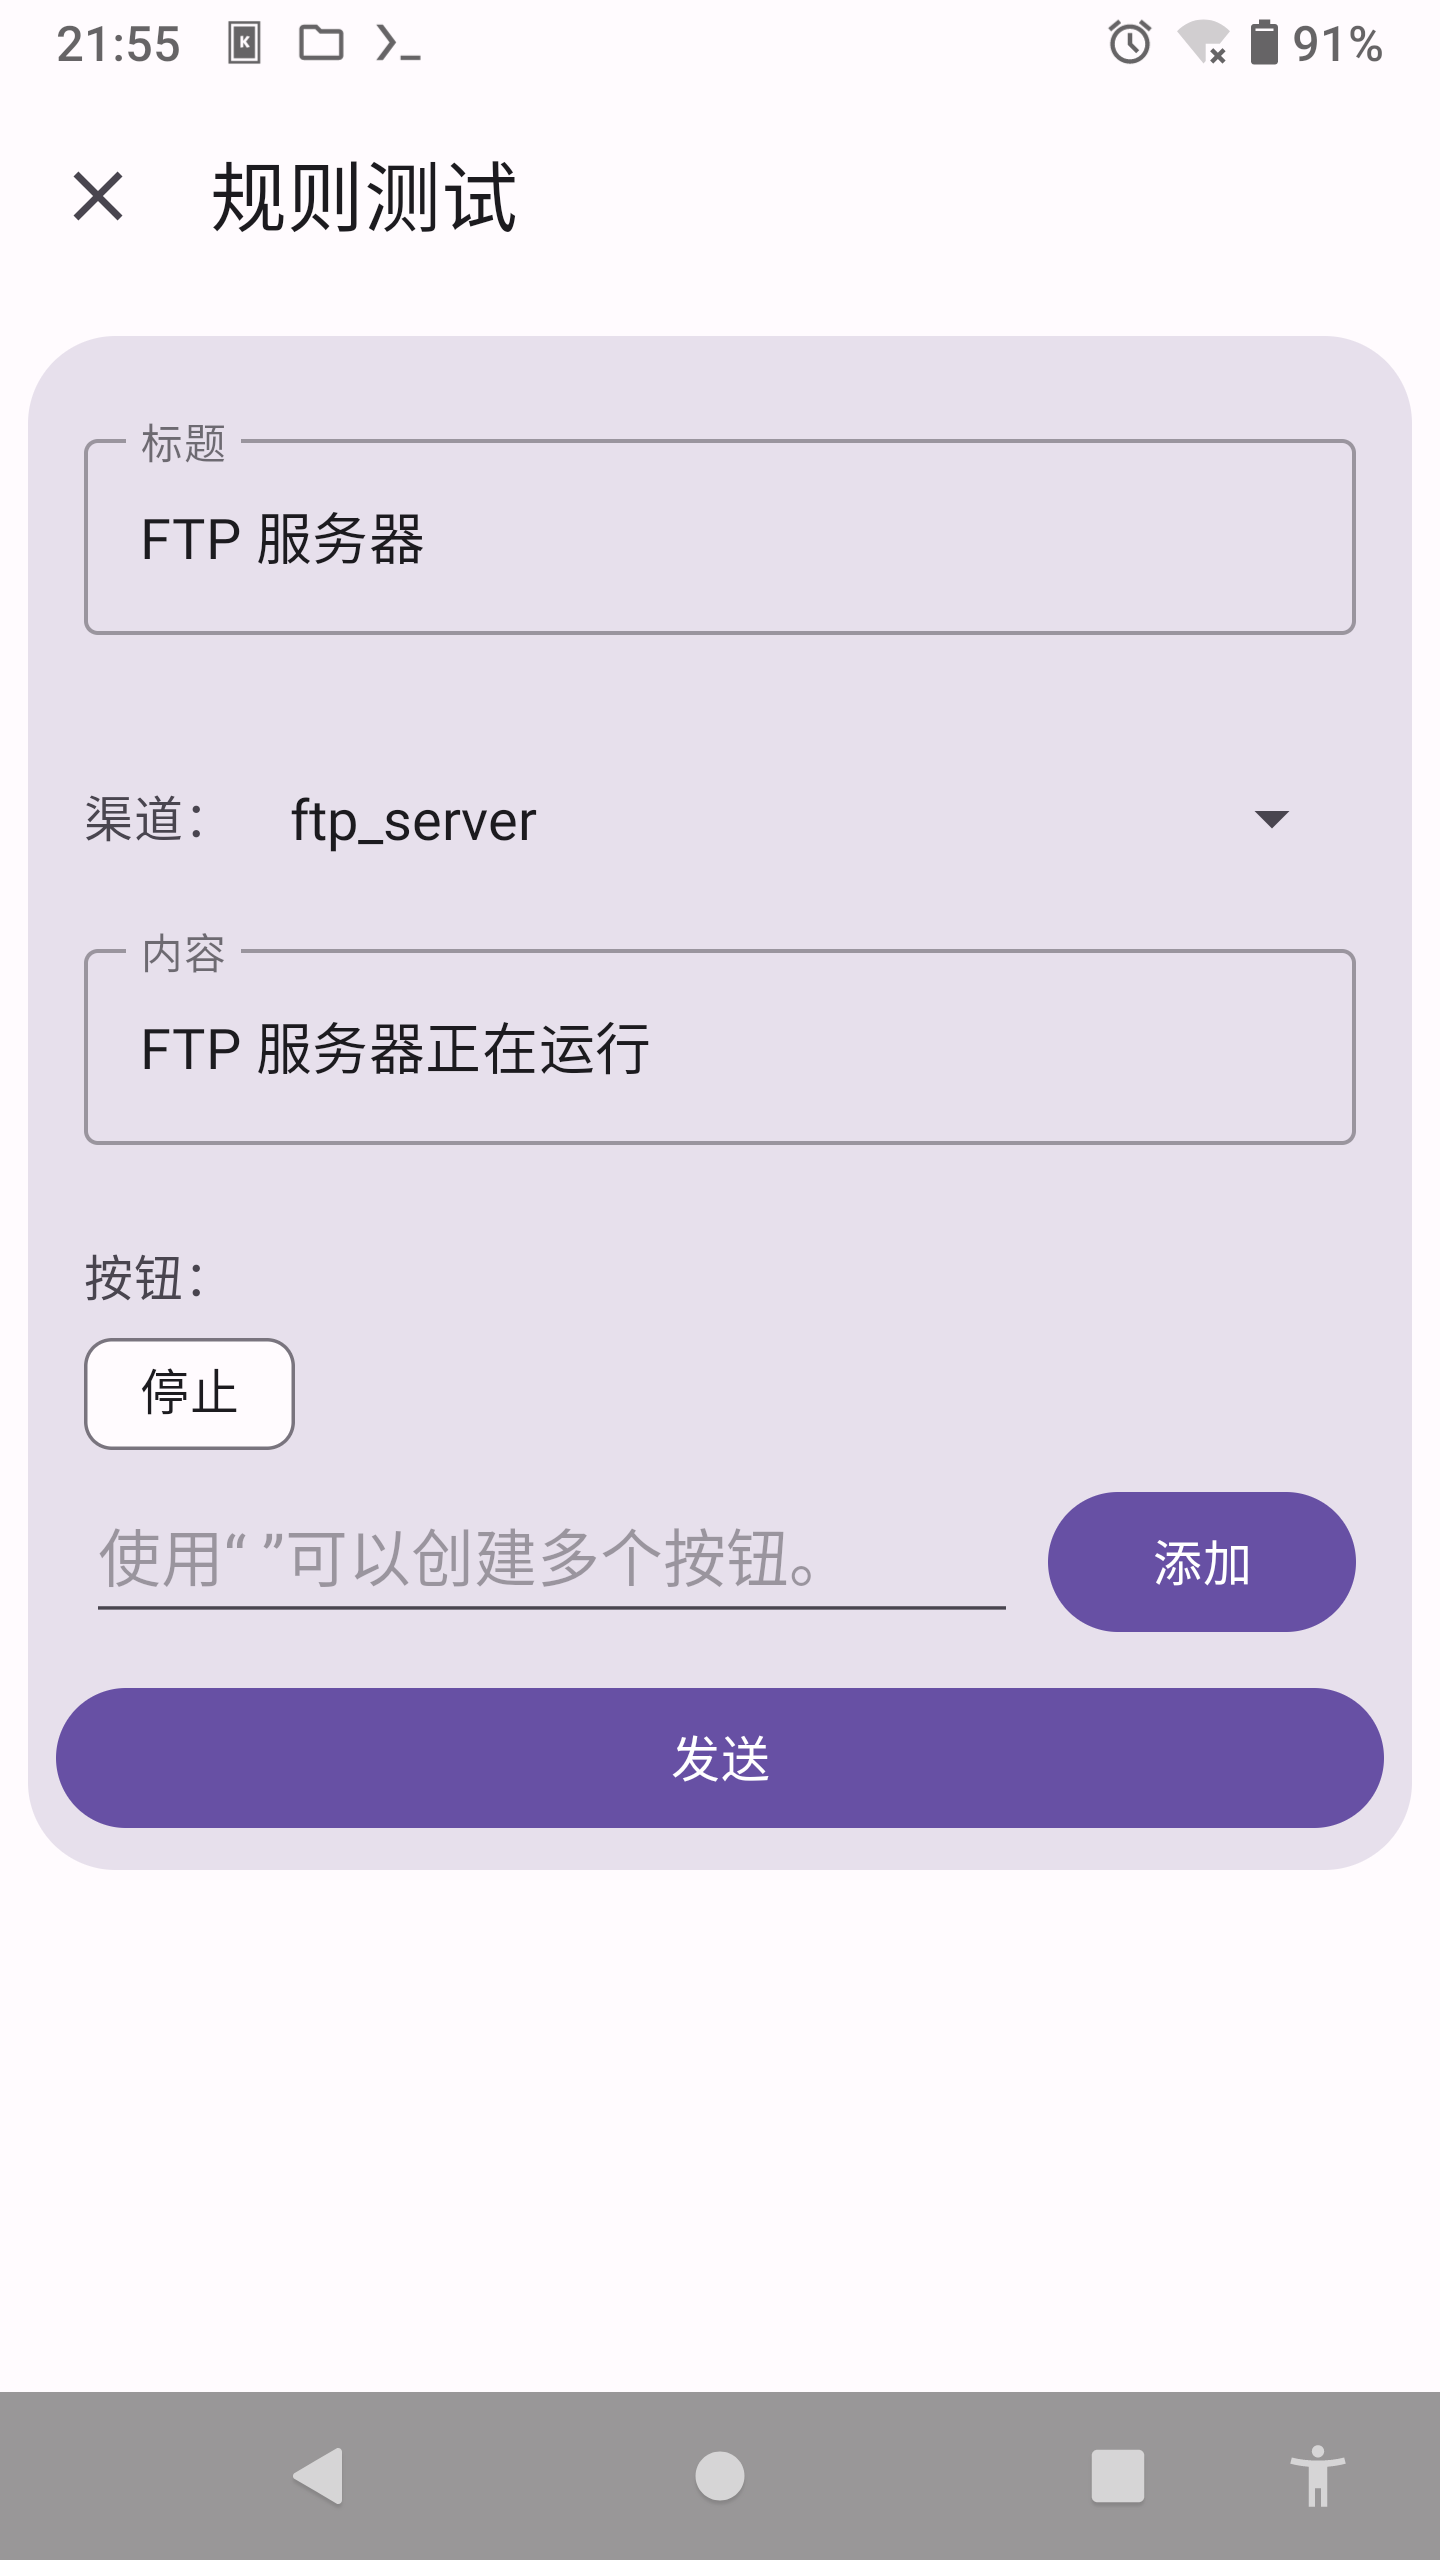 21:55
91%
规则测试
标题
FTP 服务器
渠道：
ftp_server
内容
FTP 服务器正在运行
按钮：
停止
使用“ ”可以创建多个按钮。
添加
发送